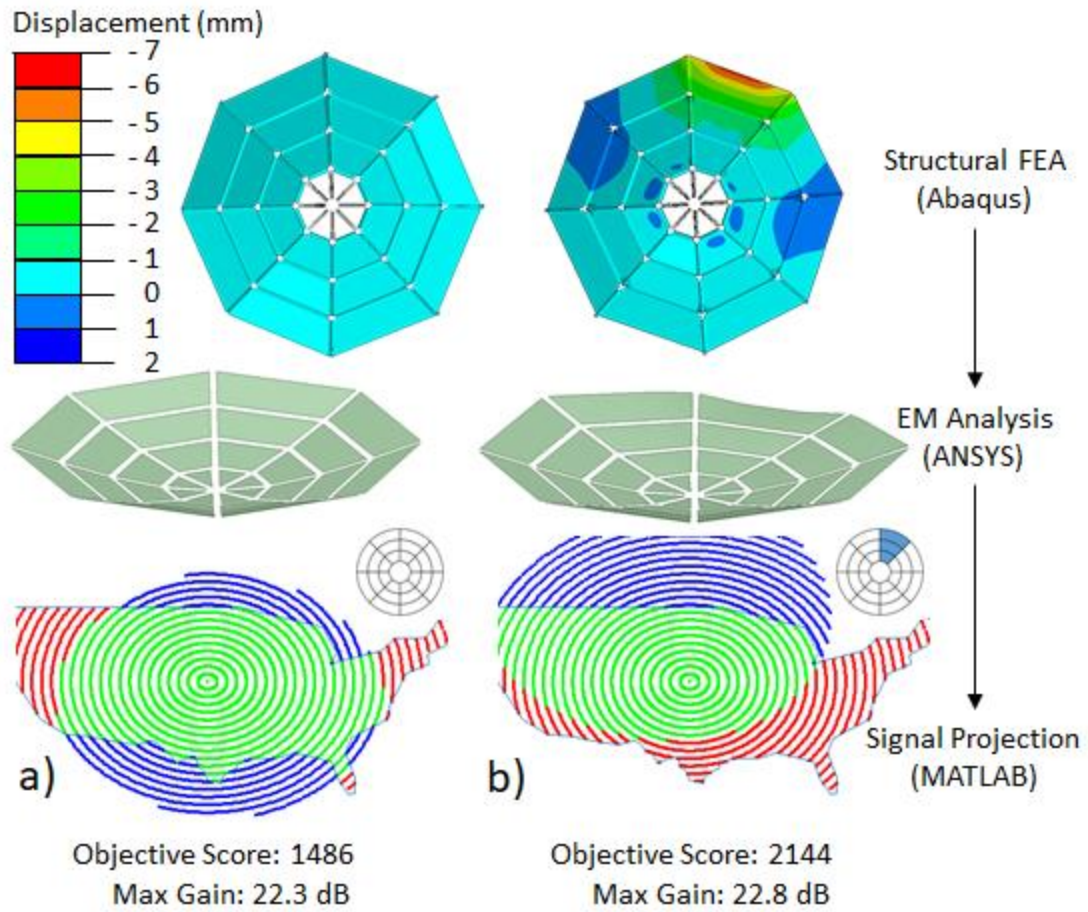 Displacement (mm)
- 7
- 6
- 5
- 4
- 3
- 2
- 1
0
1
2
Structural FEA
(Abaqus)
EM Analysis
(ANSYS)
Signal Projection
(MATLAB)
a)
b)
Objective Score: 1486
Max Gain: 22.3 dB
Objective Score: 2144
Max Gain: 22.8 dB